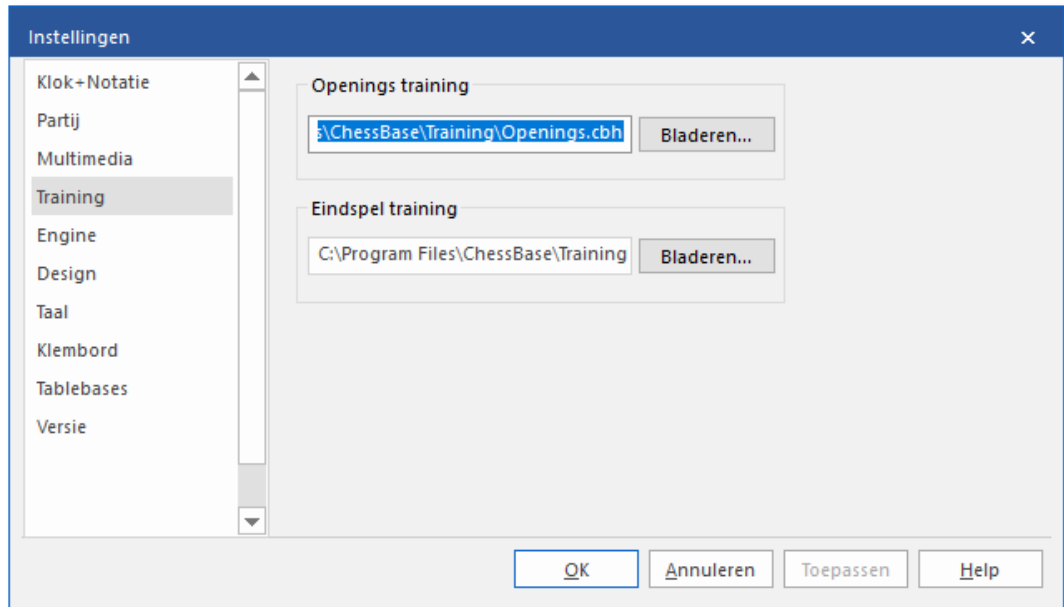 Instellingen
Klok+Notatie
Partij
Multimedia
Training
Engine
Design
Taal
Klembord
Tablebases
Versie
Openings training
s\ChessBase\Training\Openings.cbh
Bladeren...
Eindspel training
C:\Program Files\ChessBase\Training
Bladeren...
OK
Annuleren
Toepassen
Help